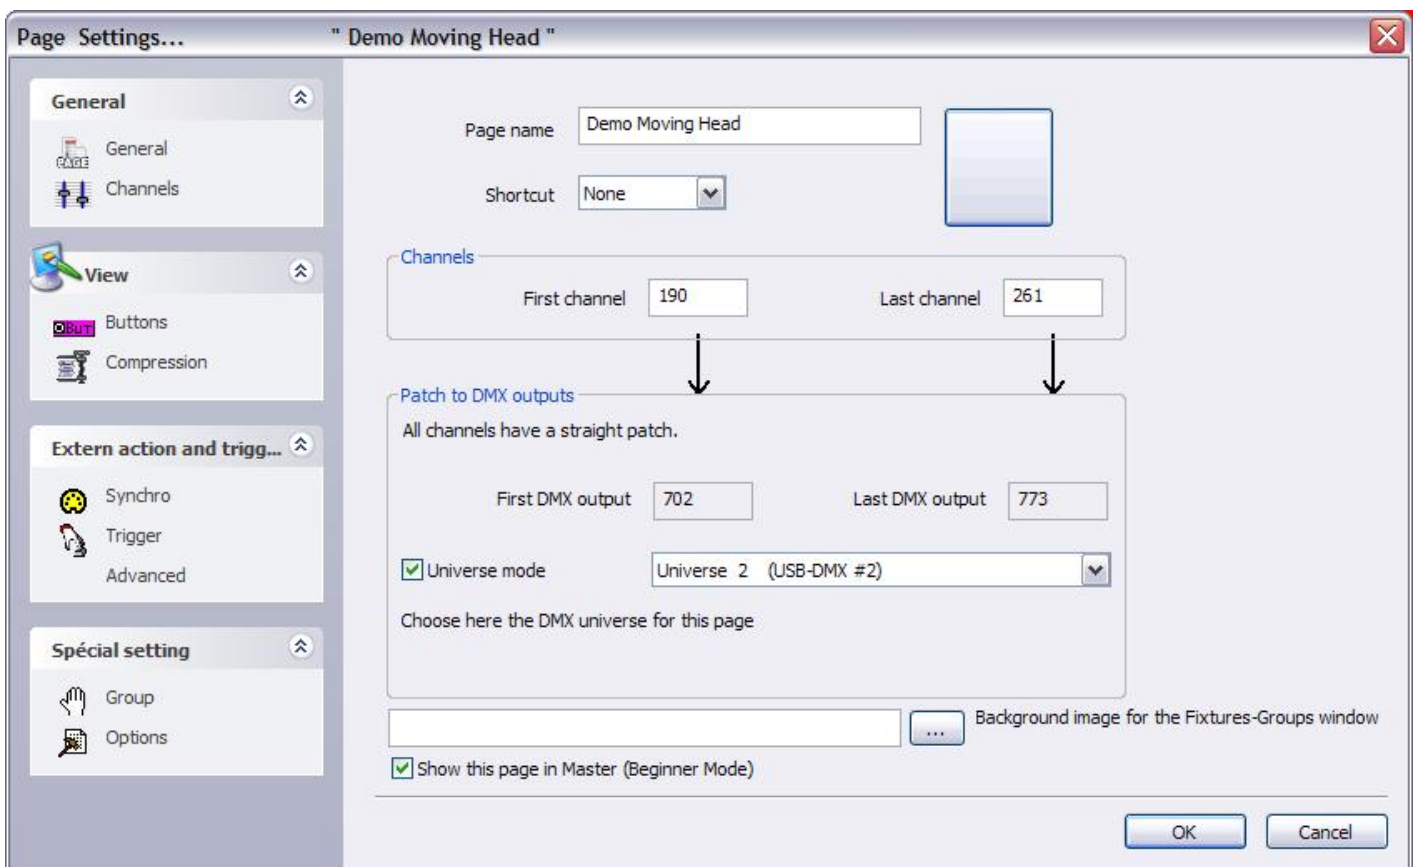 Page Settings... " Demo Moving Head "
General
General
Channels
View
Buttons
Compression
Extern action and trigg...
Synchro
Trigger
Advanced
Spécial setting
Group
Options
Page name Demo Moving Head
Shortcut None
Channels
First channel 190 Last channel 261
Patch to DMX outputs
All channels have a straight patch.
First DMX output 702 Last DMX output 773
Universe mode Universe 2 (USB-DMX #2)
Choose here the DMX universe for this page
... Background image for the Fixtures-Groups window
Show this page in Master (Beginner Mode)
OK Cancel